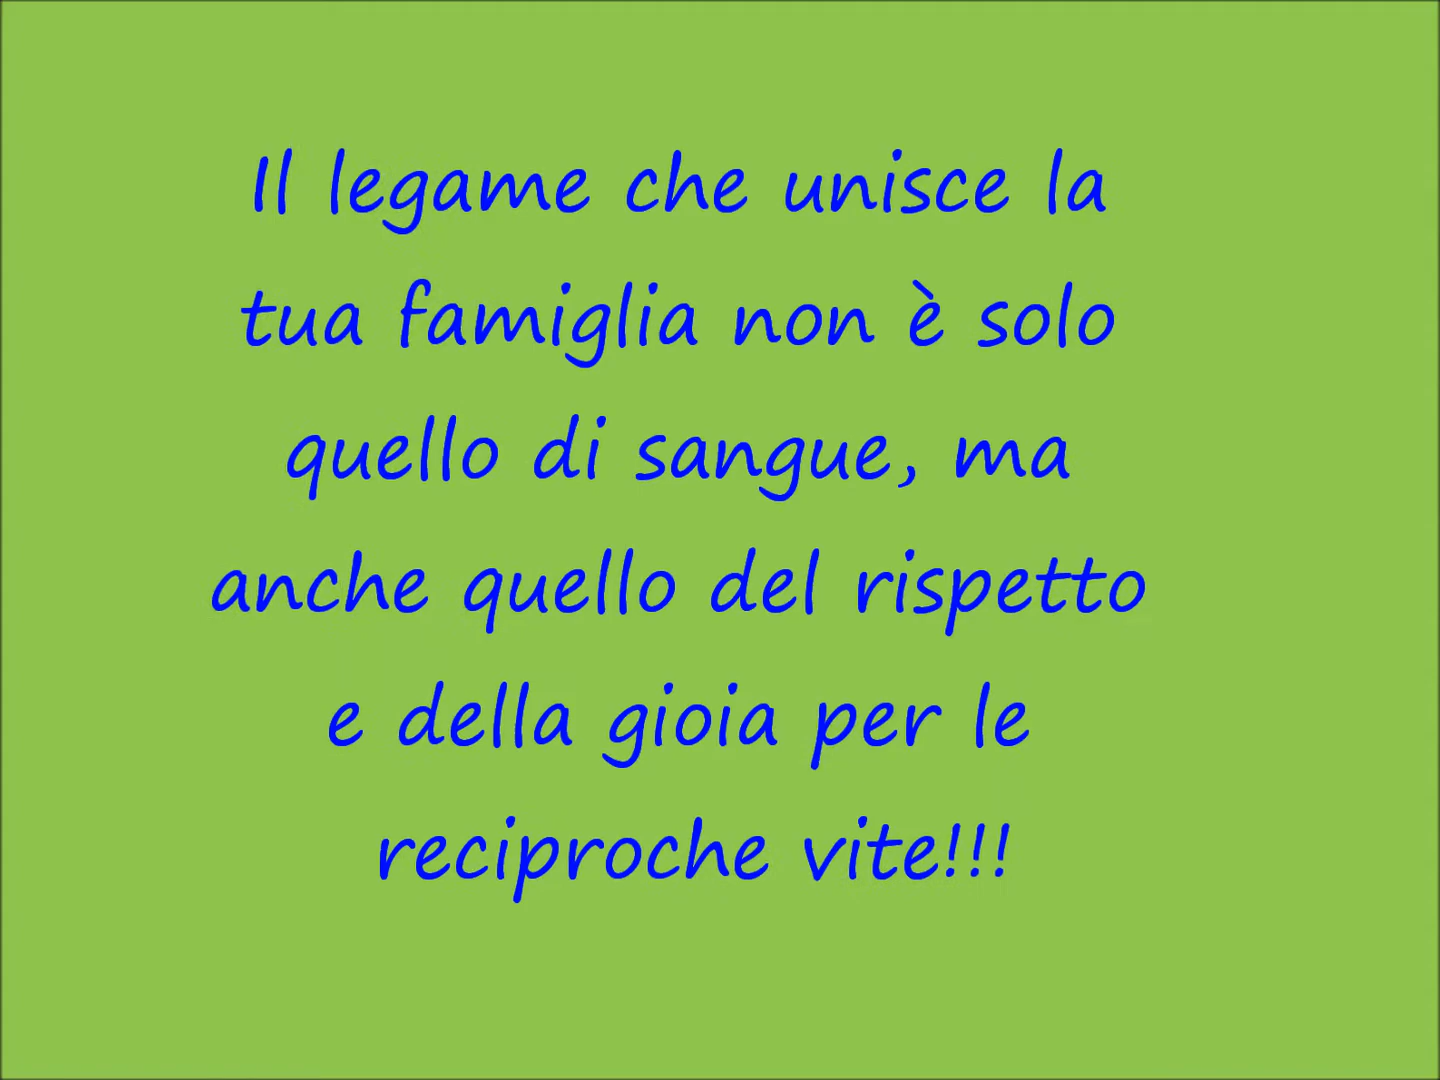 Il legame che unisce la
tua famiglia non è solo
quello di sangue, ma
anche quello del rispetto
e della gioia per le
reciproche vite!!!